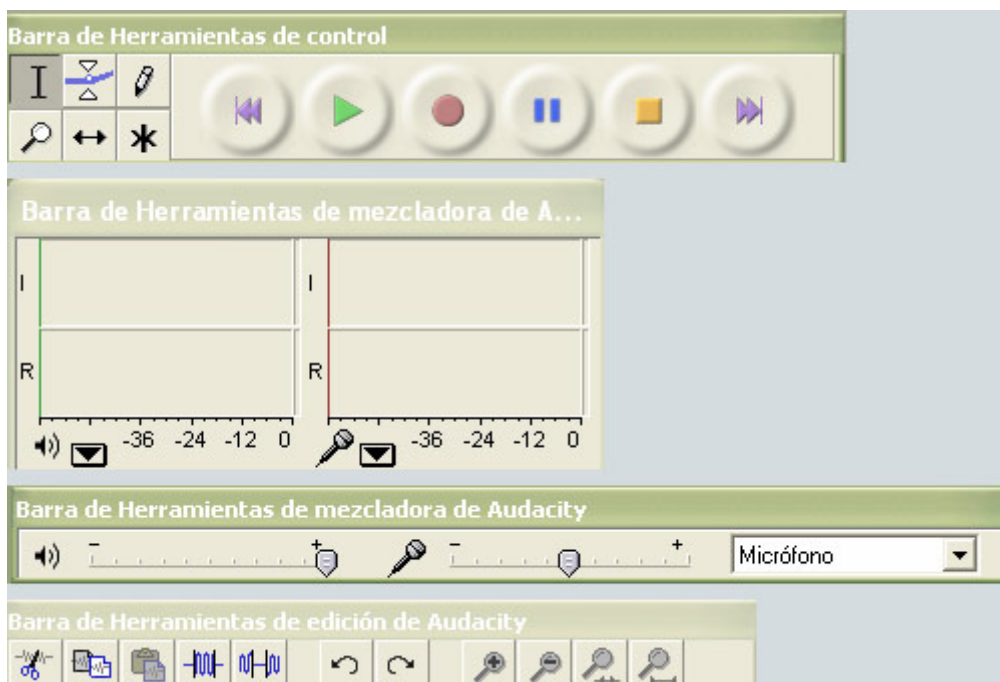 Barra de Herramientas de control
Barra de Herramientas de mezcladora de A...
I I
R R
-36 -24 -12 0 -36 -24 -12 0
Barra de Herramientas de mezcladora de Audacity
- + - + Micrófono
Barra de Herramientas de edición de Audacity